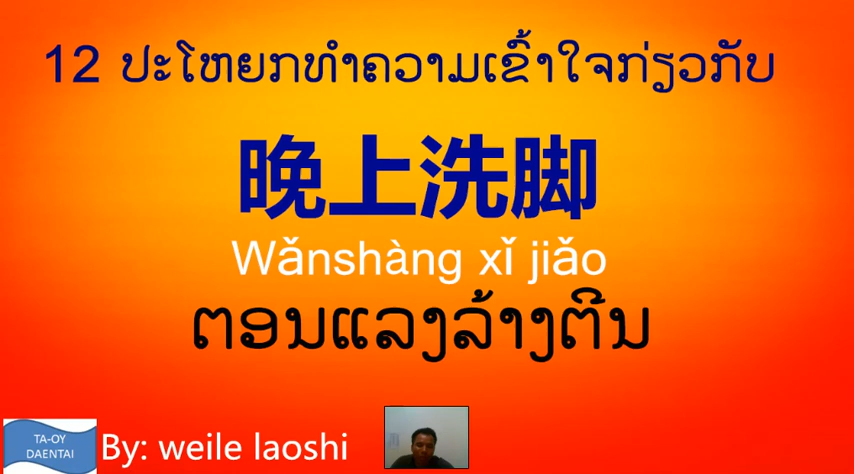 12 ປະໂຫຍກທຳຄວາມເຂົ້າໃຈກ່ຽວກັບ
晚上洗脚
Wǎnshàng xǐ jiǎo
ຕອນແລງລ້າງຕີນ
TA-OY
DAENTAI
By: weile laoshi